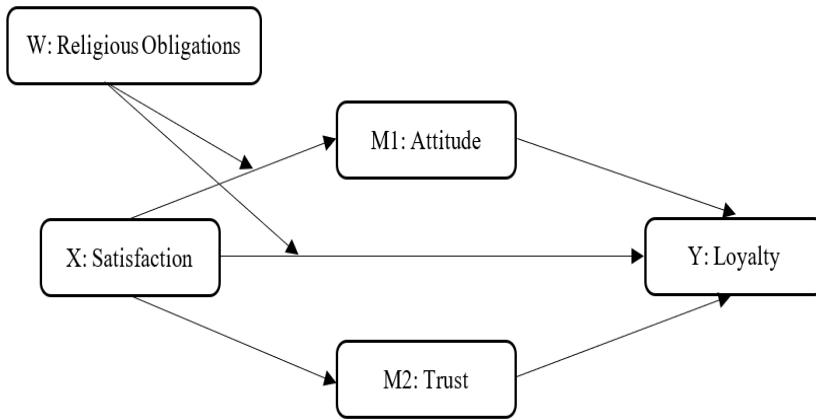 W: Religious Obligations
M1: Attitude
X: Satisfaction
Y: Loyalty
M2: Trust